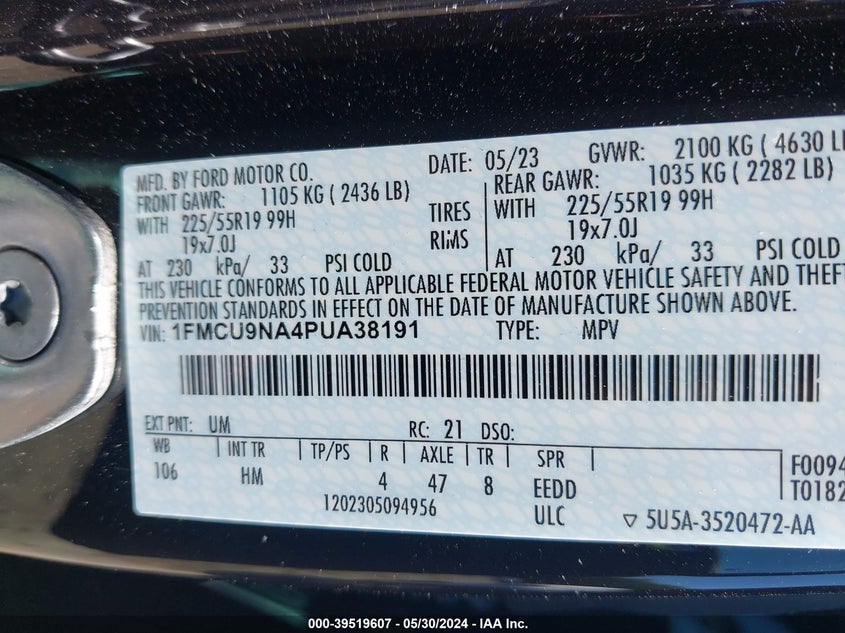 MFD. BY FORD MOTOR CO. DATE: 05/23 GVWR: 2100 KG ( 4630
FRONT GAWR: 1105 KG ( 2436 LB) REAR GAWR: 1035 KG ( 2282 LB)
WITH 225/55R19 99H TIRES WITH 225/55R19 99H
19x7.0J RIMS 19x7.0J
AT 230 kPa/ 33 PSI COLD AT 230 kPa/ 33 PSI COLD
THIS VEHICLE CONFORMS TO ALL APPLICABLE FEDERAL MOTOR VEHICLE SAFETY AND THEFT
PREVENTION STANDARDS IN EFFECT ON THE DATE OF MANUFACTURE SHOWN ABOVE.
VIN: 1FMCU9NA4PUA38191 TYPE: MPV
EXT PNT: UM RC: 21 DSO:
WB INT TR TP/PS R AXLE TR SPR
106 HM 4 47 8 EEDD
1202305094956 ULC
F0094
T0182
5U5A-3520472-AA
000-39519607 - 05/30/2024 - IAA Inc.